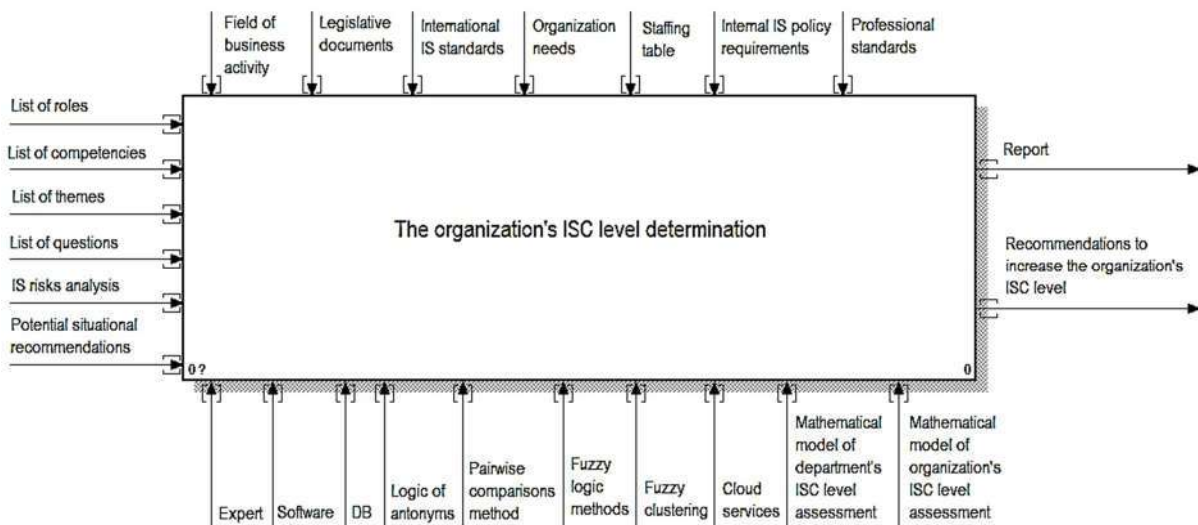 Field of
business
activity
Legislative
documents
International
IS standards
Organization
needs
Staffing
table
Internal IS policy
requirements
Professional
standards
List of roles
List of competencies
List of themes
List of questions
IS risks analysis
Potential situational
recommendations
The organization's ISC level determination
0?
0
Report
Recommendations to
increase the organization's
ISC level
Expert
Software
DB
Logic of
antonyms
Pairwise
comparisons
method
Fuzzy
logic
methods
Fuzzy
clustering
Cloud
services
Mathematical
model of
department's
ISC level
assessment
Mathematical
model of
organization's
ISC level
assessment